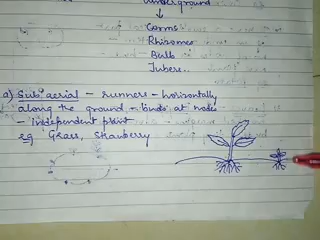 underground
↓
Corms
Rhizomes
Bulb
Tubers..
a) Sub aerial - runners - horizontally
along the ground - binds at nodes
- independent plant
eg Grass, Strawberry